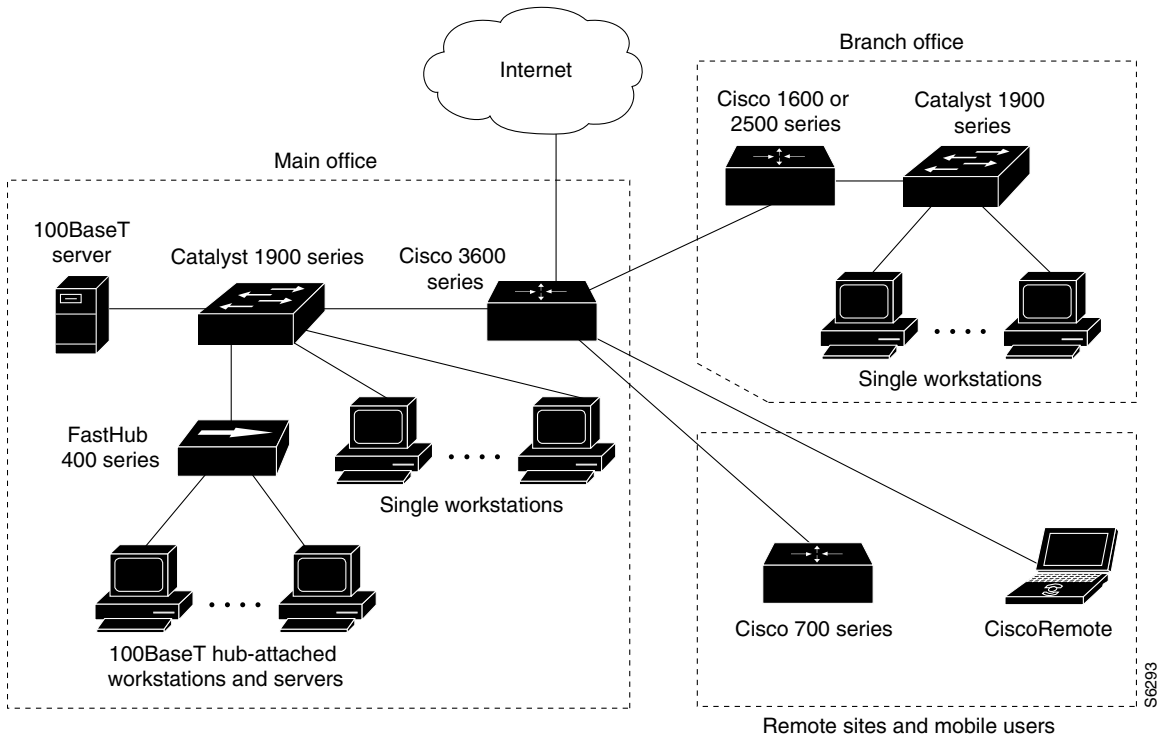 Internet
Branch office
Cisco 1600 or
2500 series
Catalyst 1900
series
Single workstations
Main office
100BaseT
server
Catalyst 1900 series
Cisco 3600
series
FastHub
400 series
Single workstations
100BaseT hub-attached
workstations and servers
Cisco 700 series
CiscoRemote
Remote sites and mobile users
S6293